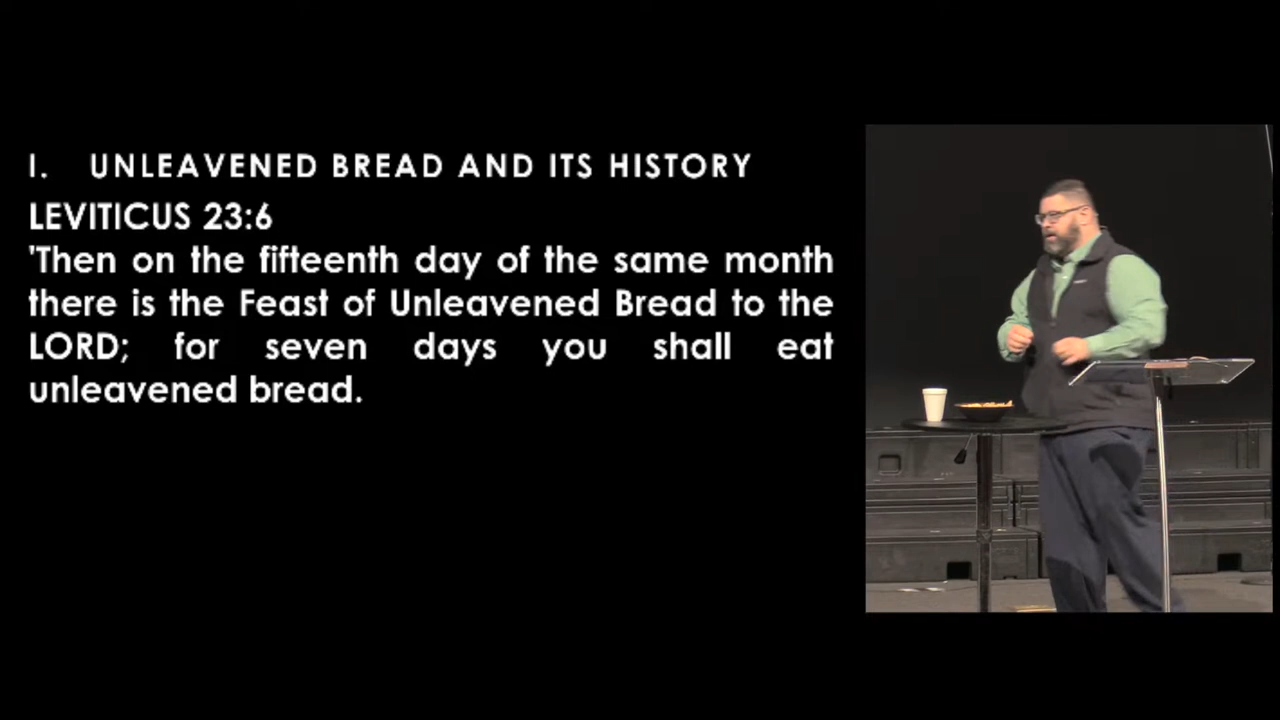 I. UNLEAVENED BREAD AND ITS HISTORY
LEVITICUS 23:6
'Then on the fifteenth day of the same month
there is the Feast of Unleavened Bread to the
LORD; for seven days you shall eat
unleavened bread.